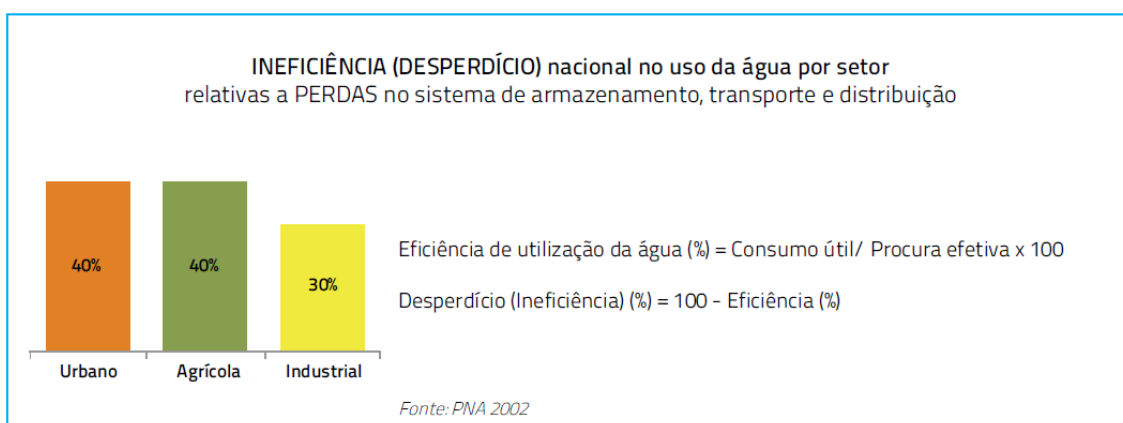 INEFICIÊNCIA (DESPERDÍCIO) nacional no uso da água por setor
relativas a PERDAS no sistema de armazenamento, transporte e distribuição
40%
40%
30%
Urbano
Agrícola
Industrial
Eficiência de utilização da água (%) = Consumo útil/ Procura efetiva x 100
Desperdício (Ineficiência) (%) = 100 - Eficiência (%)
Fonte: PNA 2002